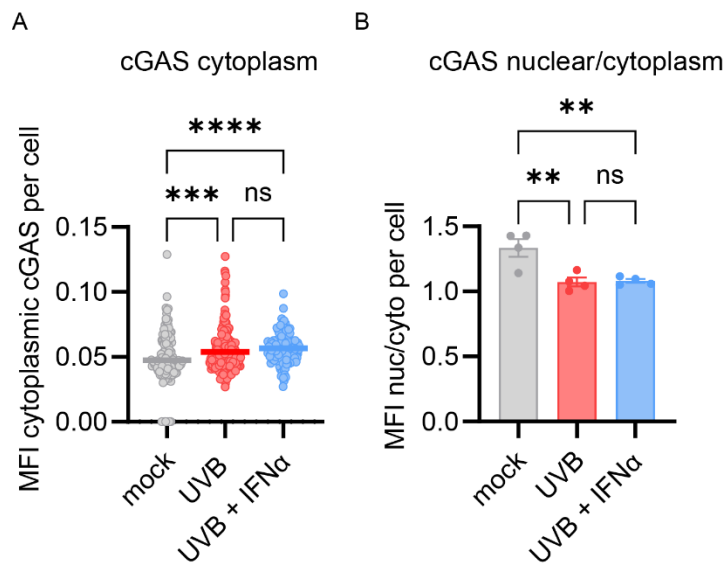 A
cGAS cytoplasm
MFI cytoplasmic cGAS per cell
****
***
ns
0.15
0.10
0.05
0.00
mock
UVB
UVB + IFNα
B
cGAS nuclear/cytoplasm
MFI nuc/cyto per cell
**
**
ns
1.5
1.0
0.5
0.0
mock
UVB
UVB + IFNα